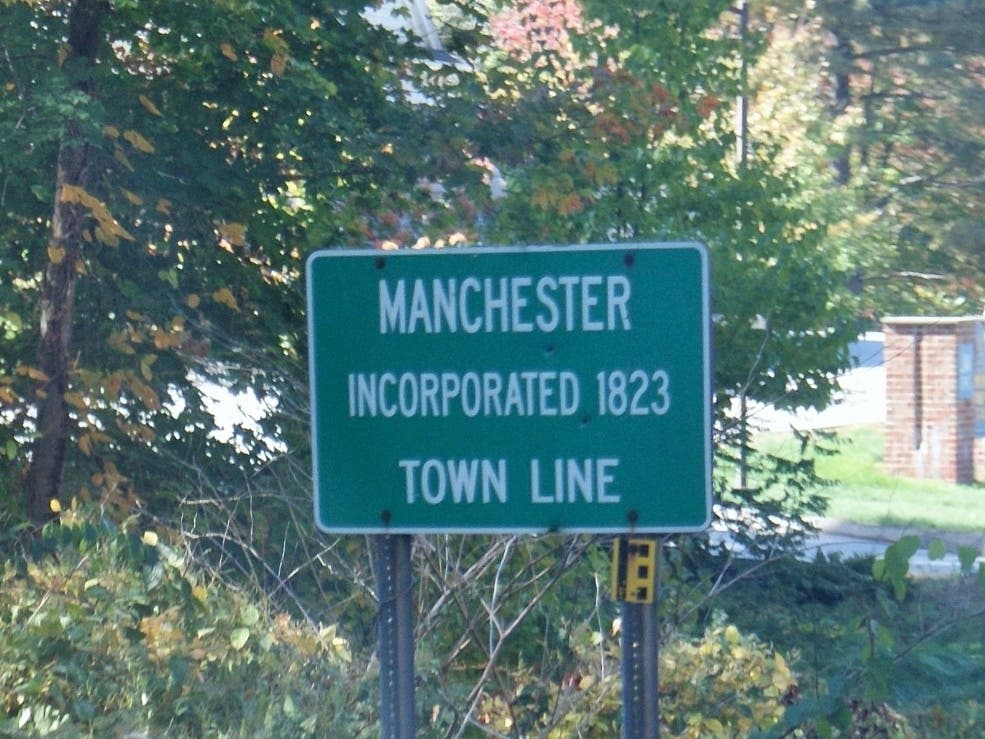 MANCHESTER
INCORPORATED 1823
TOWN LINE